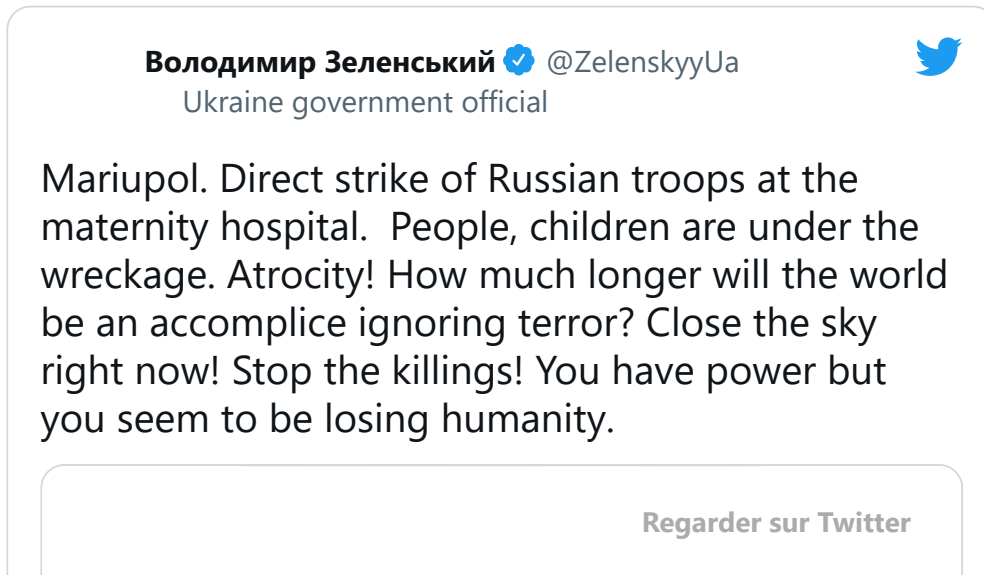 Володимир Зеленський @ZelenskyyUa
Ukraine government official
Mariupol. Direct strike of Russian troops at the
maternity hospital.  People, children are under the
wreckage. Atrocity! How much longer will the world
be an accomplice ignoring terror? Close the sky
right now! Stop the killings! You have power but
you seem to be losing humanity.
Regarder sur Twitter